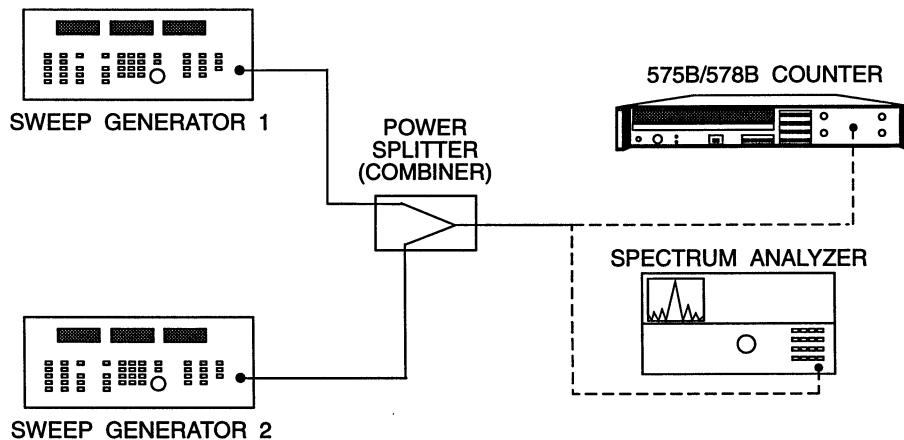 SWEEP GENERATOR 1
575B/578B COUNTER
POWER
SPLITTER
(COMBINER)
SPECTRUM ANALYZER
SWEEP GENERATOR 2